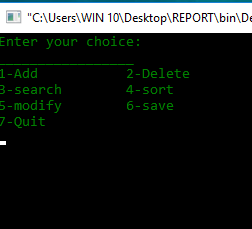 "C:\Users\WIN 10\Desktop\REPORT\bin\De
Enter your choice:
_________________
1-Add 2-Delete
3-search 4-sort
5-modify 6-save
7-Quit